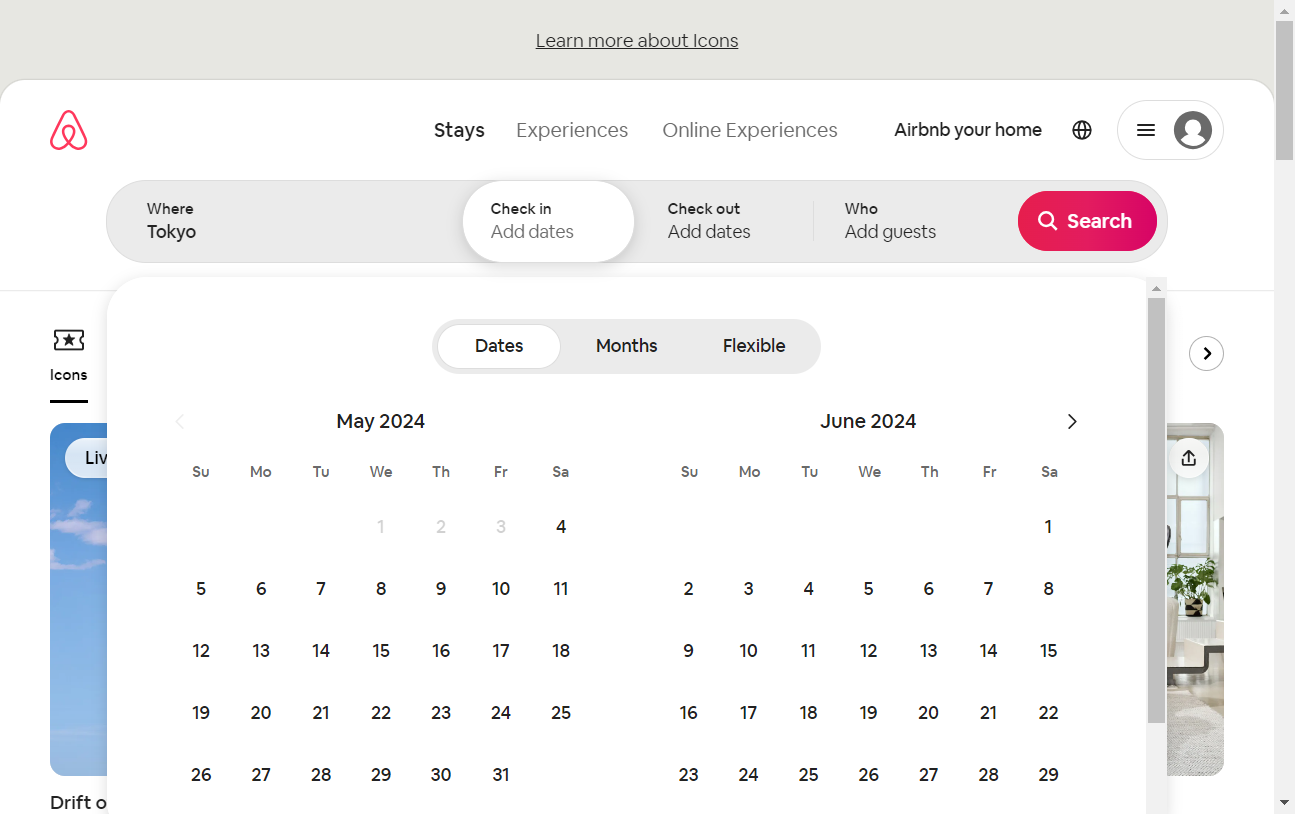 Learn more about Icons
Stays Experiences Online Experiences Airbnb your home
Where Check in Check out Who
Tokyo Add dates Add dates Add guests Search
Dates Months Flexible
Icons
May 2024 June 2024
Liv
Su Mo Tu We Th Fr Sa Su Mo Tu We Th Fr Sa
1 2 3 4 1
5 6 7 8 9 10 11 2 3 4 5 6 7 8
12 13 14 15 16 17 18 9 10 11 12 13 14 15
19 20 21 22 23 24 25 16 17 18 19 20 21 22
26 27 28 29 30 31 23 24 25 26 27 28 29
Drift o